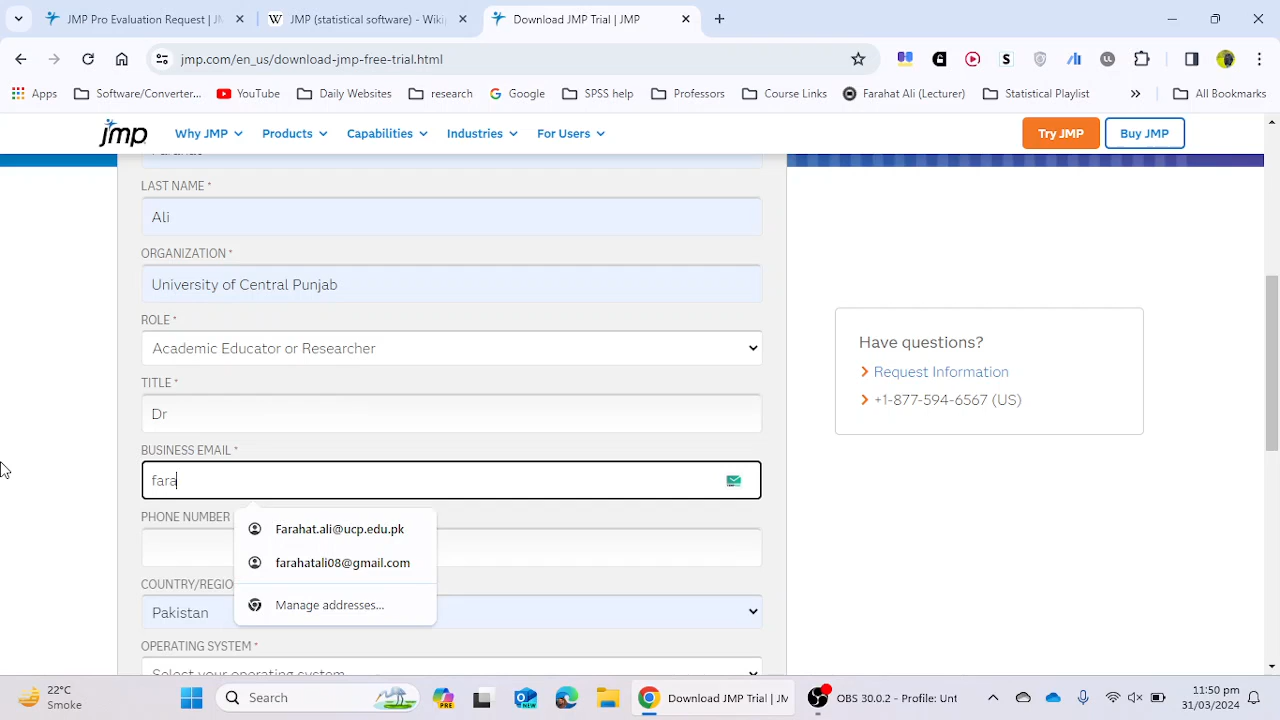 JMP Pro Evaluation Request | JM
JMP (statistical software) - Wiki
Download JMP Trial | JMP
jmp.com/en_us/download-jmp-free-trial.html
Apps
Software/Converter...
YouTube
Daily Websites
research
Google
SPSS help
Professors
Course Links
Farahat Ali (Lecturer)
Statistical Playlist
»
All Bookmarks
jmp
Why JMP
Products
Capabilities
Industries
For Users
Try JMP
Buy JMP
LAST NAME *
Ali
ORGANIZATION *
University of Central Punjab
ROLE *
Academic Educator or Researcher
TITLE *
Dr
BUSINESS EMAIL *
fara
Farahat.ali@ucp.edu.pk
farahatali08@gmail.com
Manage addresses...
PHONE NUMBER
COUNTRY/REGIO
Pakistan
OPERATING SYSTEM *
Select your operating system
Have questions?
Request Information
+1-877-594-6567 (US)
22°C
Smoke
Search
PRE
NEW
Download JMP Trial | JM
OBS 30.0.2 - Profile: Unt
11:50 pm
31/03/2024